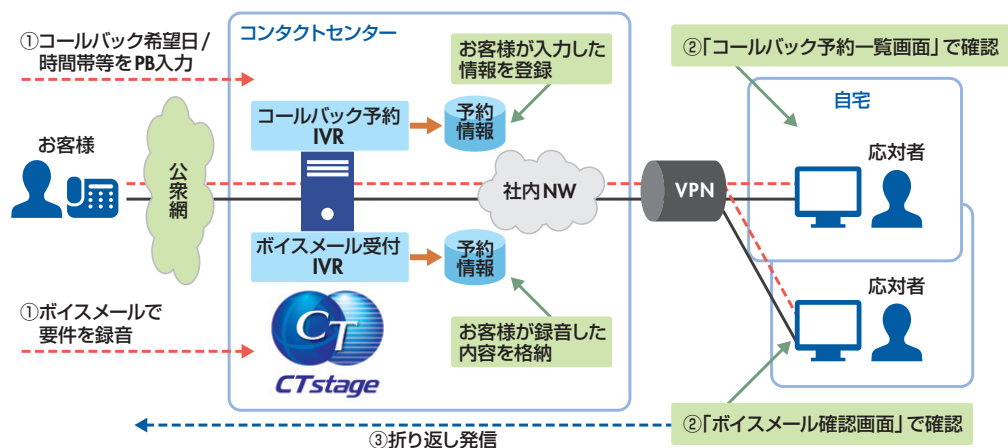 ①コールバック希望日/
時間帯等をPB入力
お客様
公衆網
①ボイスメールで
要件を録音
コンタクトセンター
お客様が入力した
情報を登録
コールバック予約
IVR
予約
情報
社内NW
ボイスメール受付
IVR
予約
情報
お客様が録音した
内容を格納
CT
CTstage
VPN
②「コールバック予約一覧画面」で確認
自宅
応対者
応対者
②「ボイスメール確認画面」で確認
③折り返し発信